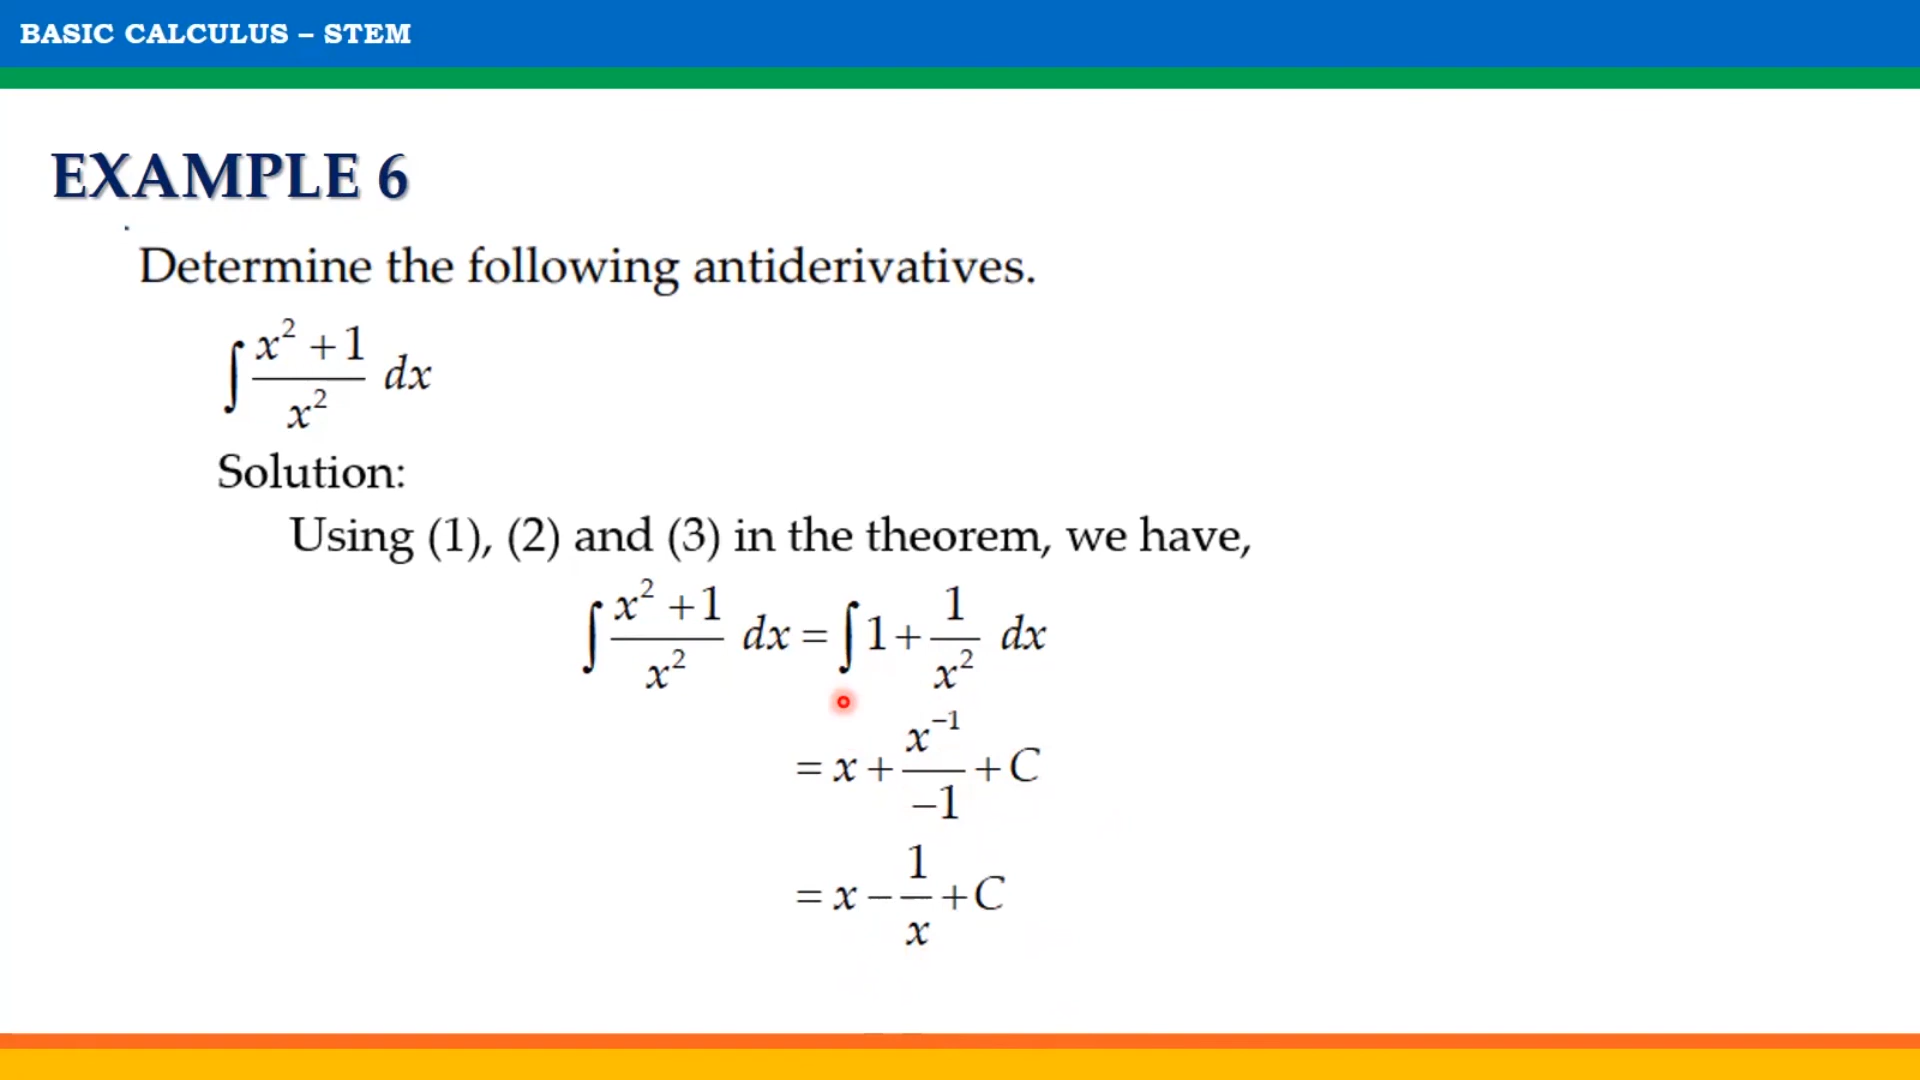 BASIC CALCULUS – STEM
EXAMPLE 6
Determine the following antiderivatives.
∫ (x² + 1)/x² dx
Solution:
Using (1), (2) and (3) in the theorem, we have,
∫ (x² + 1)/x² dx = ∫ 1 + 1/x² dx
= x + x⁻¹/−1 + C
= x − 1/x + C